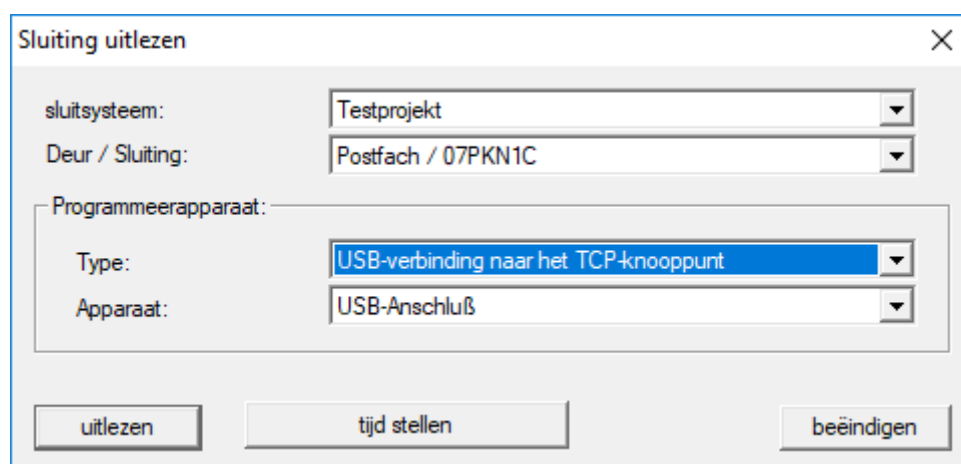 Sluiting uitlezen
sluitsysteem: Testprojekt
Deur / Sluiting: Postfach / 07PKN1C
Programmeerapparaat:
Type: USB-verbinding naar het TCP-knooppunt
Apparaat: USB-Anschluß
uitlezen tijd stellen beëindigen